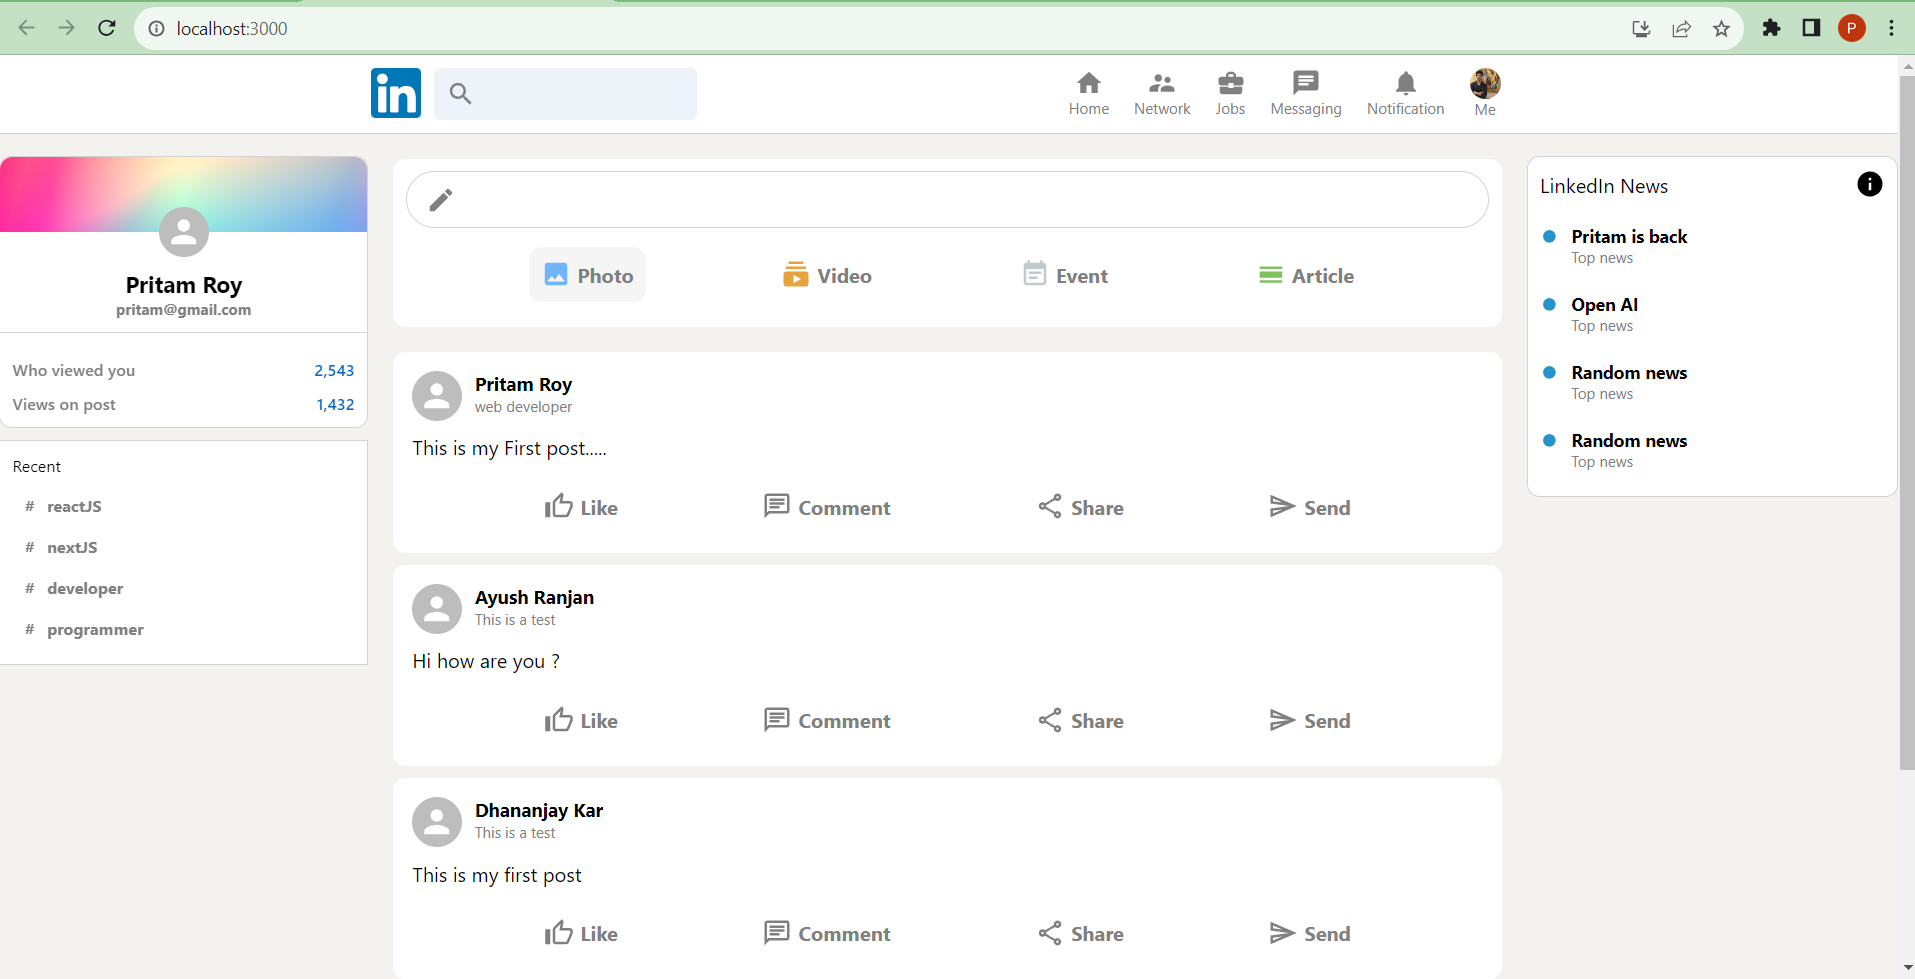 localhost:3000
P
in
Home
Network
Jobs
Messaging
Notification
Me
Pritam Roy
pritam@gmail.com
Who viewed you 2,543
Views on post 1,432
Recent
# reactJS
# nextJS
# developer
# programmer
Photo
Video
Event
Article
Pritam Roy
web developer
This is my First post.....
Like Comment Share Send
Ayush Ranjan
This is a test
Hi how are you ?
Like Comment Share Send
Dhananjay Kar
This is a test
This is my first post
Like Comment Share Send
LinkedIn News
Pritam is back
Top news
Open AI
Top news
Random news
Top news
Random news
Top news